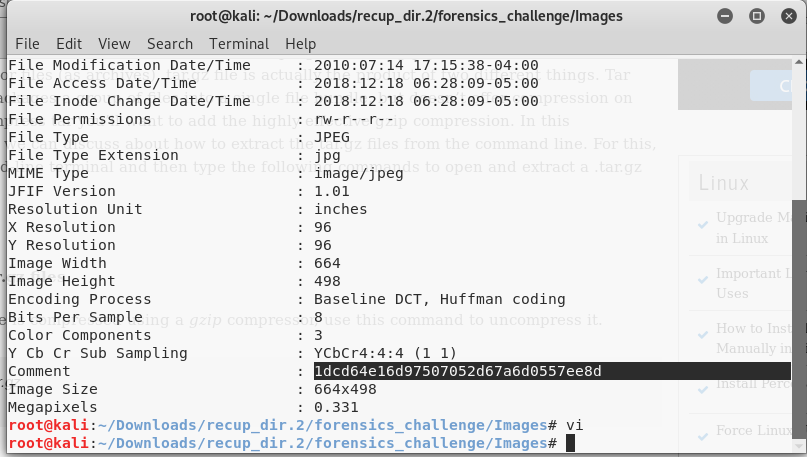 root@kali: ~/Downloads/recup_dir.2/forensics_challenge/Images
File Edit View Search Terminal Help
File Modification Date/Time : 2010:07:14 17:15:38-04:00
File Access Date/Time : 2018:12:18 06:28:09-05:00
File Inode Change Date/Time : 2018:12:18 06:28:09-05:00
File Permissions : rw-r--r--
File Type : JPEG
File Type Extension : jpg
MIME Type : image/jpeg
JFIF Version : 1.01
Resolution Unit : inches
X Resolution : 96
Y Resolution : 96
Image Width : 664
Image Height : 498
Encoding Process : Baseline DCT, Huffman coding
Bits Per Sample : 8
Color Components : 3
Y Cb Cr Sub Sampling : YCbCr4:4:4 (1 1)
Comment : 1dcd64e16d97507052d67a6d0557ee8d
Image Size : 664x498
Megapixels : 0.331
root@kali:~/Downloads/recup_dir.2/forensics_challenge/Images# vi
root@kali:~/Downloads/recup_dir.2/forensics_challenge/Images#
Linux
Upgrade
in Linux
Important
Uses
How to
Manually in
Install
Force